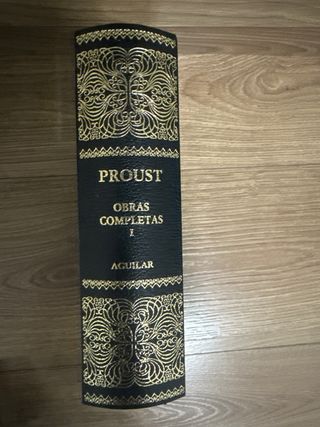 PROUST
OBRAS
COMPLETAS
I
AGUILAR